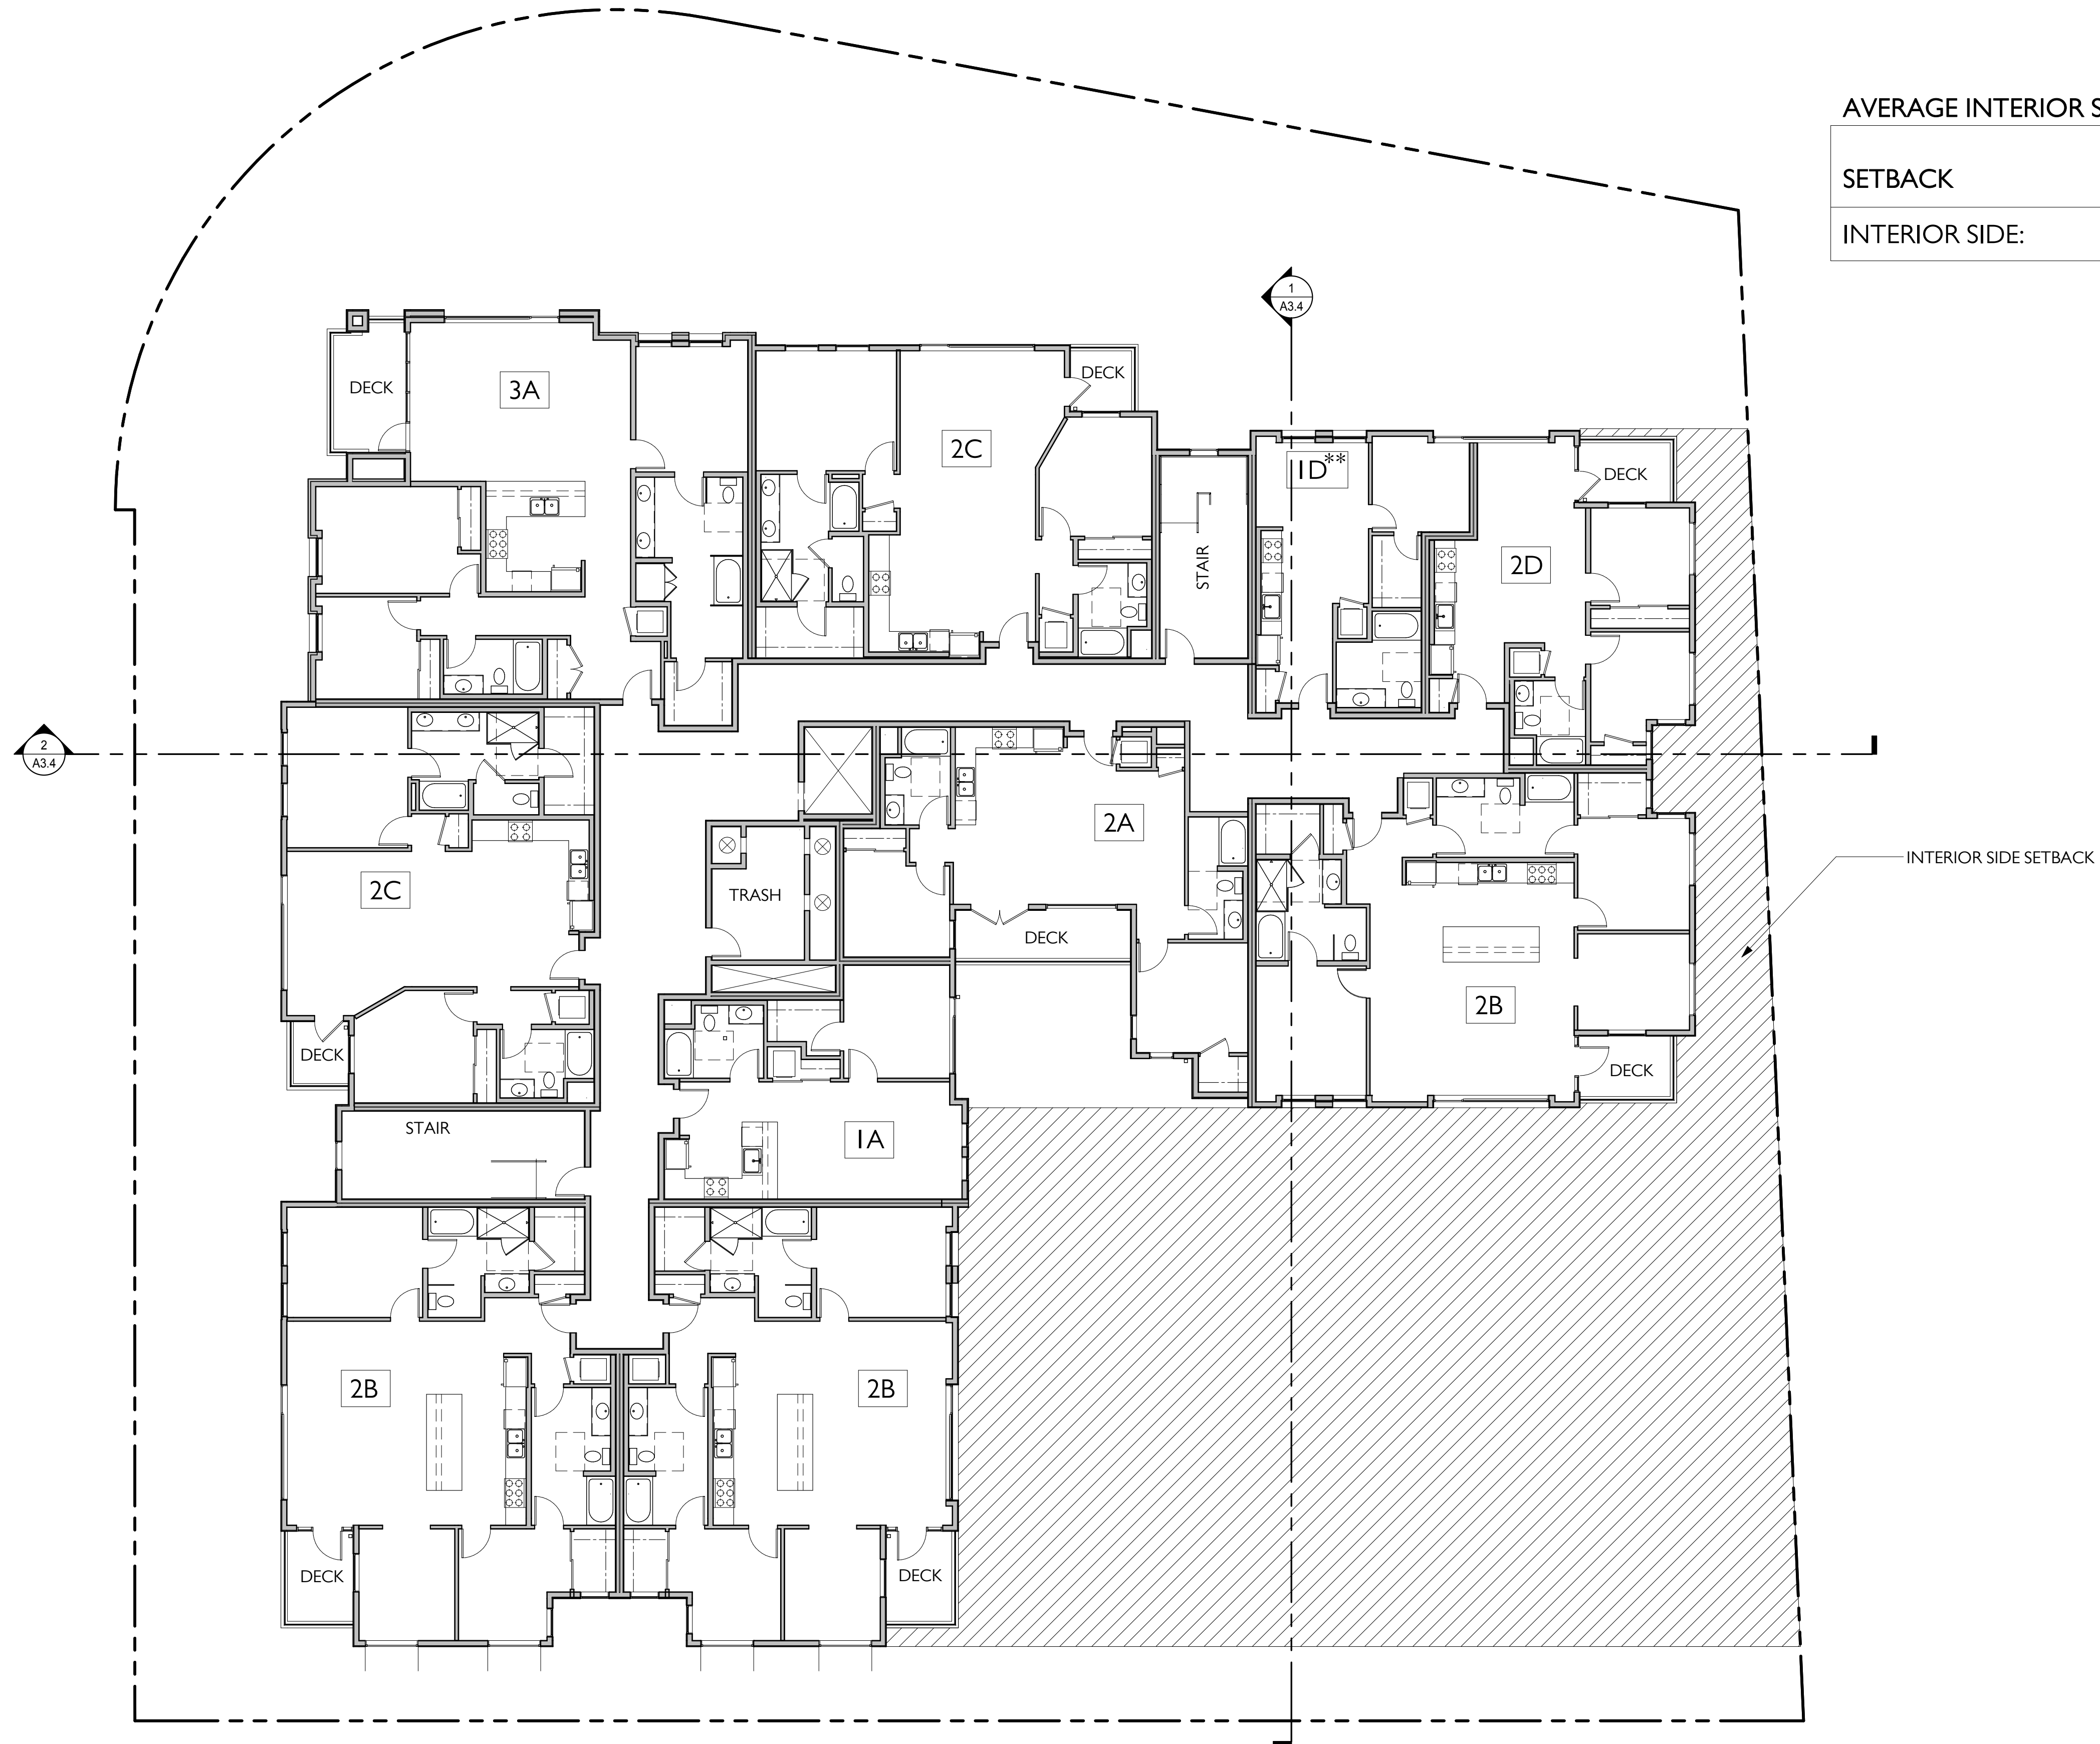 AVERAGE INTERIOR S
SETBACK
INTERIOR SIDE:
1
A3.4
DECK
3A
DECK
2C
1D**
DECK
2D
STAIR
2
A3.4
2A
INTERIOR SIDE SETBACK
2C
TRASH
DECK
2B
DECK
DECK
STAIR
1A
2B
2B
DECK
DECK